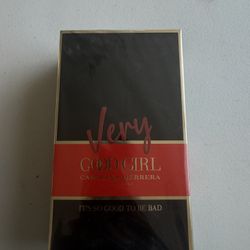 Very
GOOD GIRL
CAROLINA HERRERA
IT'S SO GOOD TO BE BAD